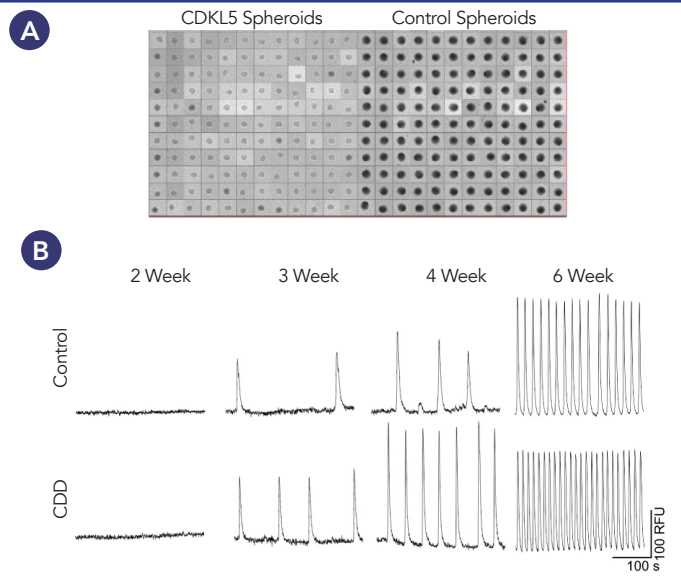 A
CDKL5 Spheroids Control Spheroids
B
2 Week 3 Week 4 Week 6 Week
Control
CDD
100 RFU
100 s